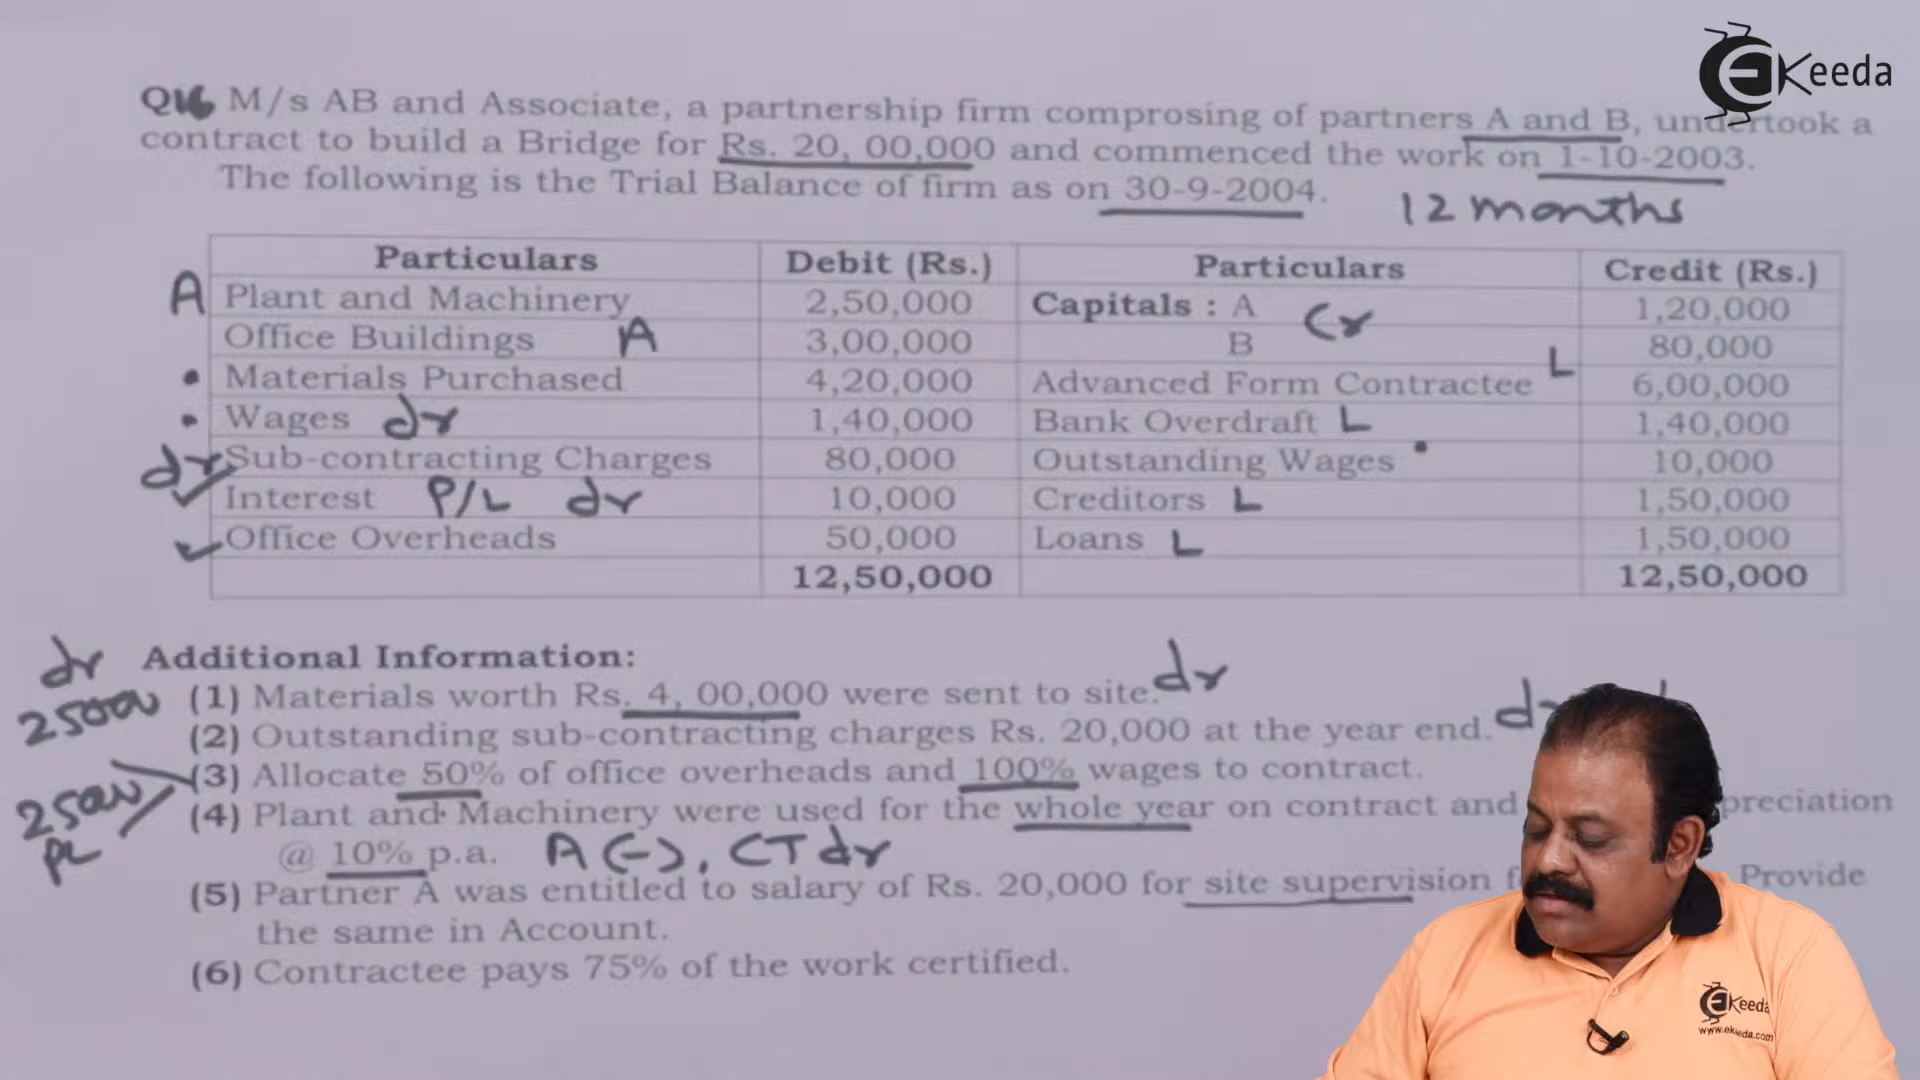 EKeeda
Q16 M/s AB and Associate, a partnership firm comprosing of partners A and B, undertook a
contract to build a Bridge for Rs. 20, 00,000 and commenced the work on 1-10-2003.
The following is the Trial Balance of firm as on 30-9-2004.
12 months
Particulars Debit (Rs.) Particulars Credit (Rs.)
A Plant and Machinery 2,50,000 Capitals : A Cr 1,20,000
Office Buildings A 3,00,000 B 80,000
Materials Purchased 4,20,000 Advanced Form Contractee L 6,00,000
Wages dr 1,40,000 Bank Overdraft L 1,40,000
dr Sub-contracting Charges 80,000 Outstanding Wages 10,000
Interest P/L dr 10,000 Creditors L 1,50,000
Office Overheads 50,000 Loans L 1,50,000
12,50,000 12,50,000
dr Additional Information:
25000 (1) Materials worth Rs. 4, 00,000 were sent to site. dr
(2) Outstanding sub-contracting charges Rs. 20,000 at the year end.
25000 (3) Allocate 50% of office overheads and 100% wages to contract.
PL (4) Plant and Machinery were used for the whole year on contract and preciation
@ 10% p.a. A (-), CT dr
(5) Partner A was entitled to salary of Rs. 20,000 for site supervision Provide
the same in Account.
(6) Contractee pays 75% of the work certified.
EKeeda
www.ekeeda.com